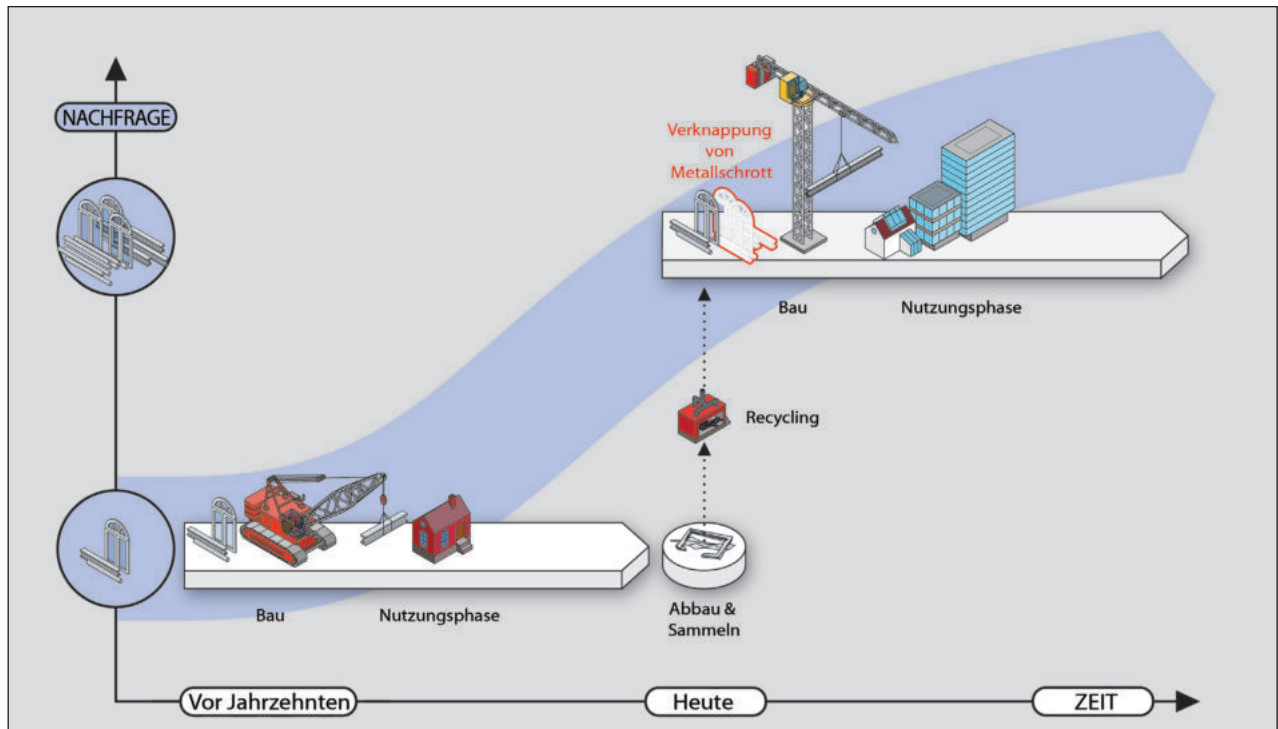 NACHFRAGE
Verknappung
von
Metallschrott
Bau
Nutzungsphase
Recycling
Bau
Nutzungsphase
Abbau &
Sammeln
Vor Jahrzehnten
Heute
ZEIT